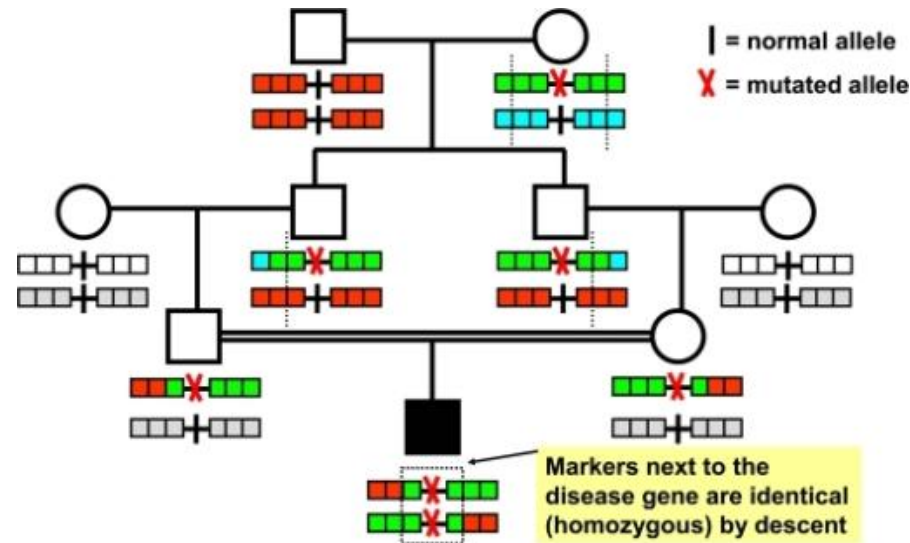 | = normal allele
X = mutated allele
Markers next to the
disease gene are identical
(homozygous) by descent